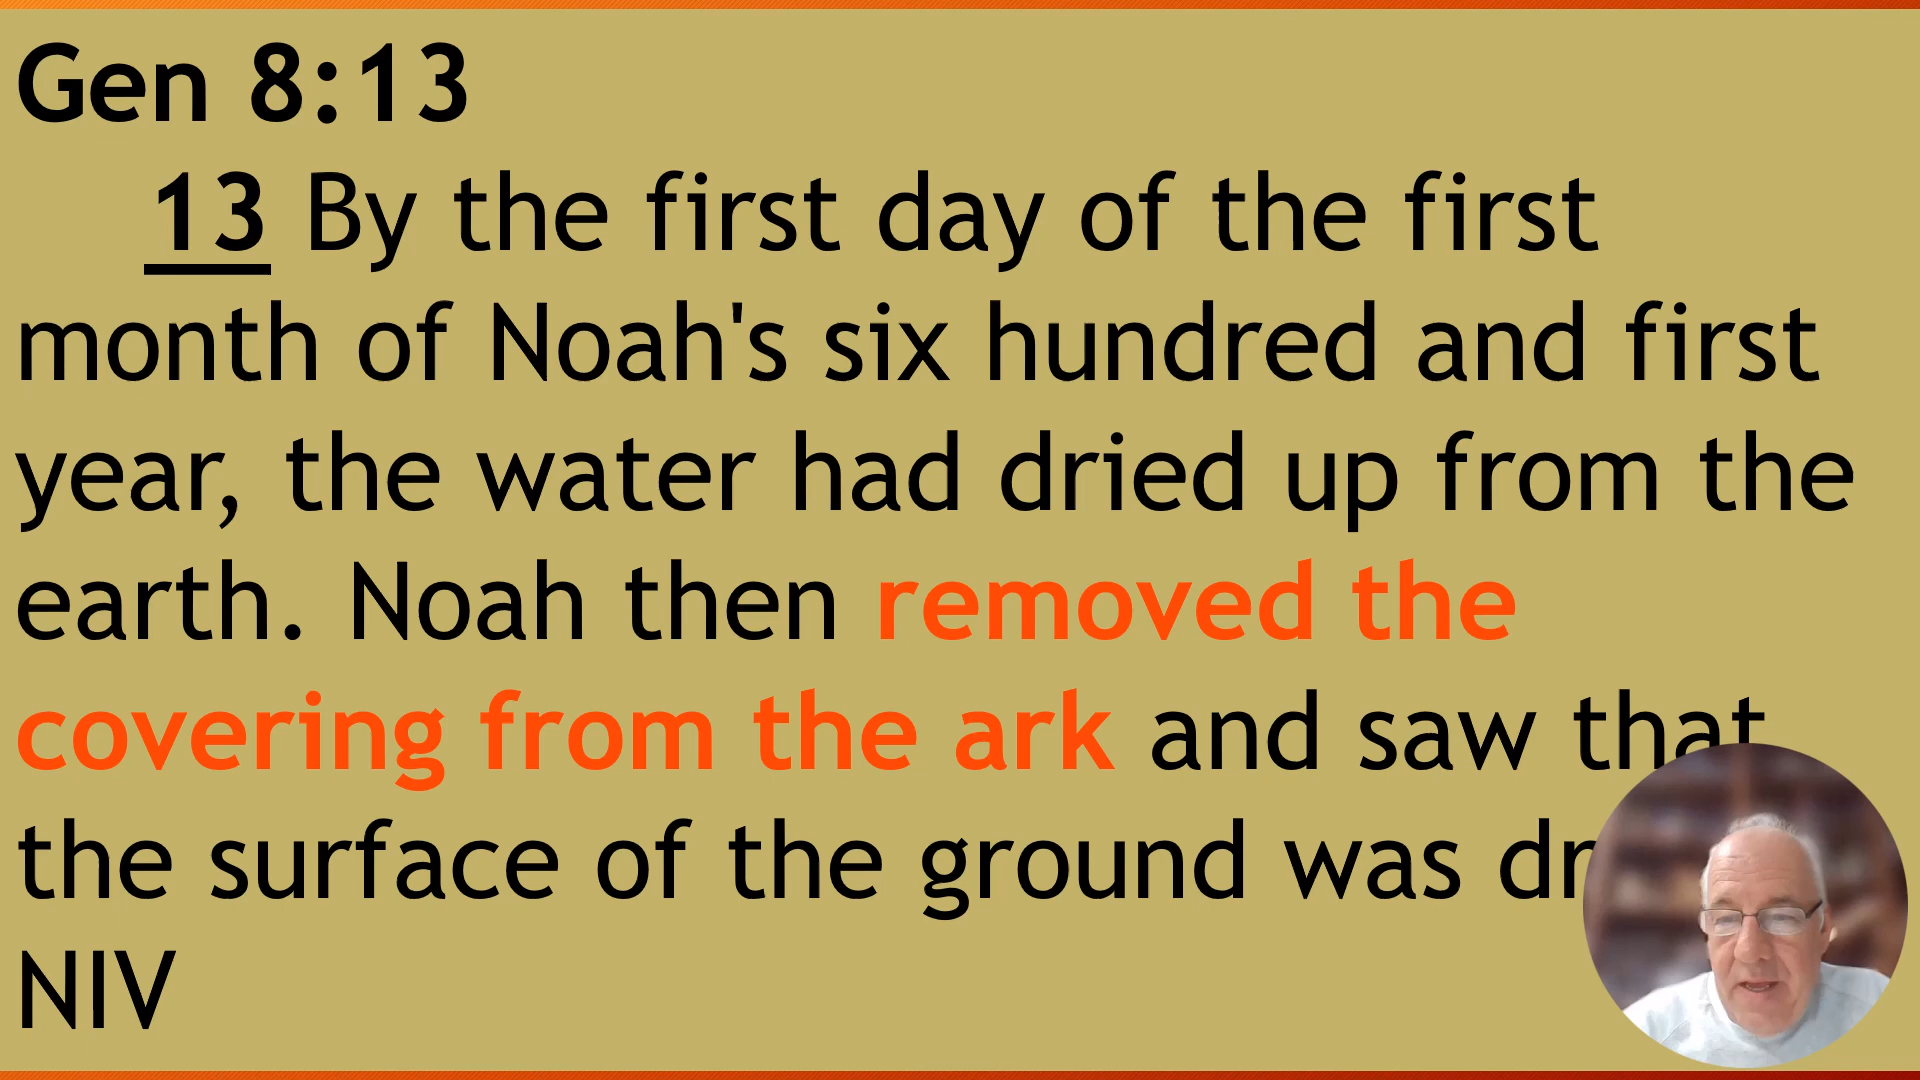 Gen 8:13
13 By the first day of the first
month of Noah's six hundred and first
year, the water had dried up from the
earth. Noah then removed the
covering from the ark and saw that
the surface of the ground was
NIV